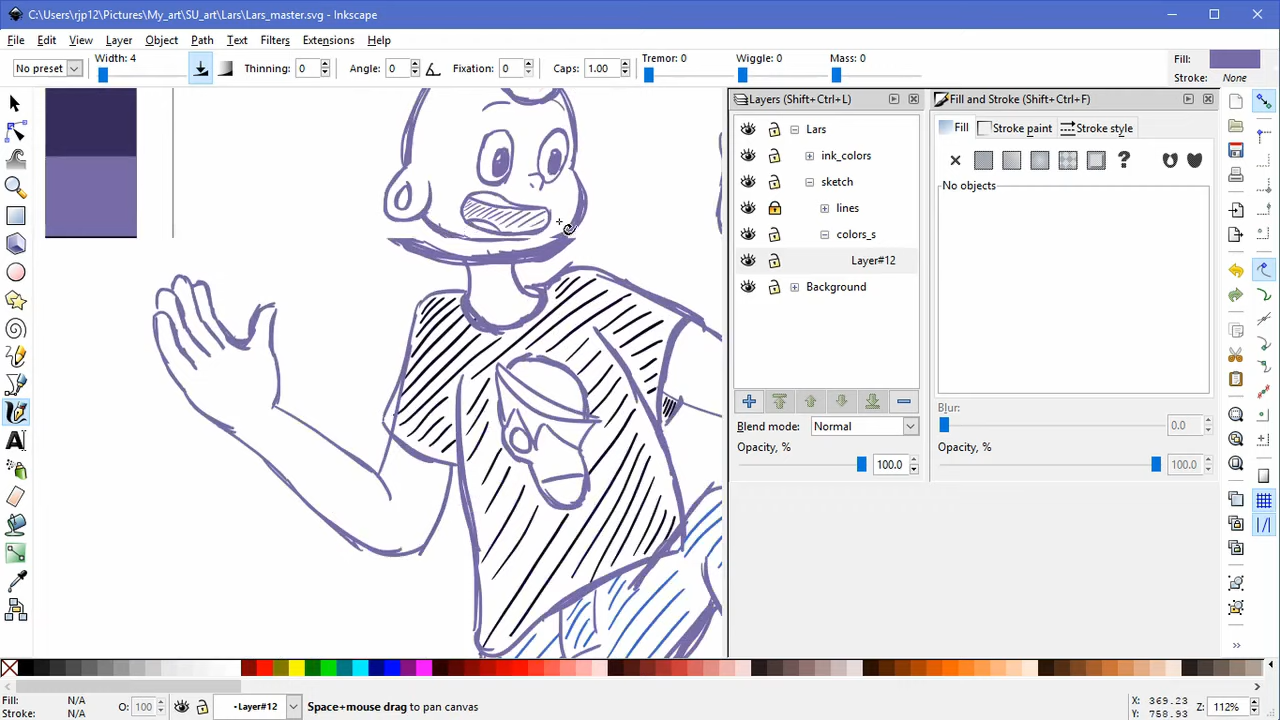 C:\Users\rjp12\Pictures\My_art\SU_art\Lars\Lars_master.svg - Inkscape
File Edit View Layer Object Path Text Filters Extensions Help
No preset Width: 4 Thinning: 0 Angle: 0 Fixation: 0 Caps: 1.00 Tremor: 0 Wiggle: 0 Mass: 0 Fill:
Stroke: None
Layers (Shift+Ctrl+L)
Lars
ink_colors
sketch
lines
colors_s
Layer#12
Background
Blend mode: Normal
Opacity, %
100.0
Fill and Stroke (Shift+Ctrl+F)
Fill Stroke paint Stroke style
?
No objects
Blur:
0.0
Opacity, %
100.0
Fill: N/A
Stroke: N/A
O: 100
Layer#12
Space+mouse drag to pan canvas
X: 369.23
Y: 758.93
Z: 112%